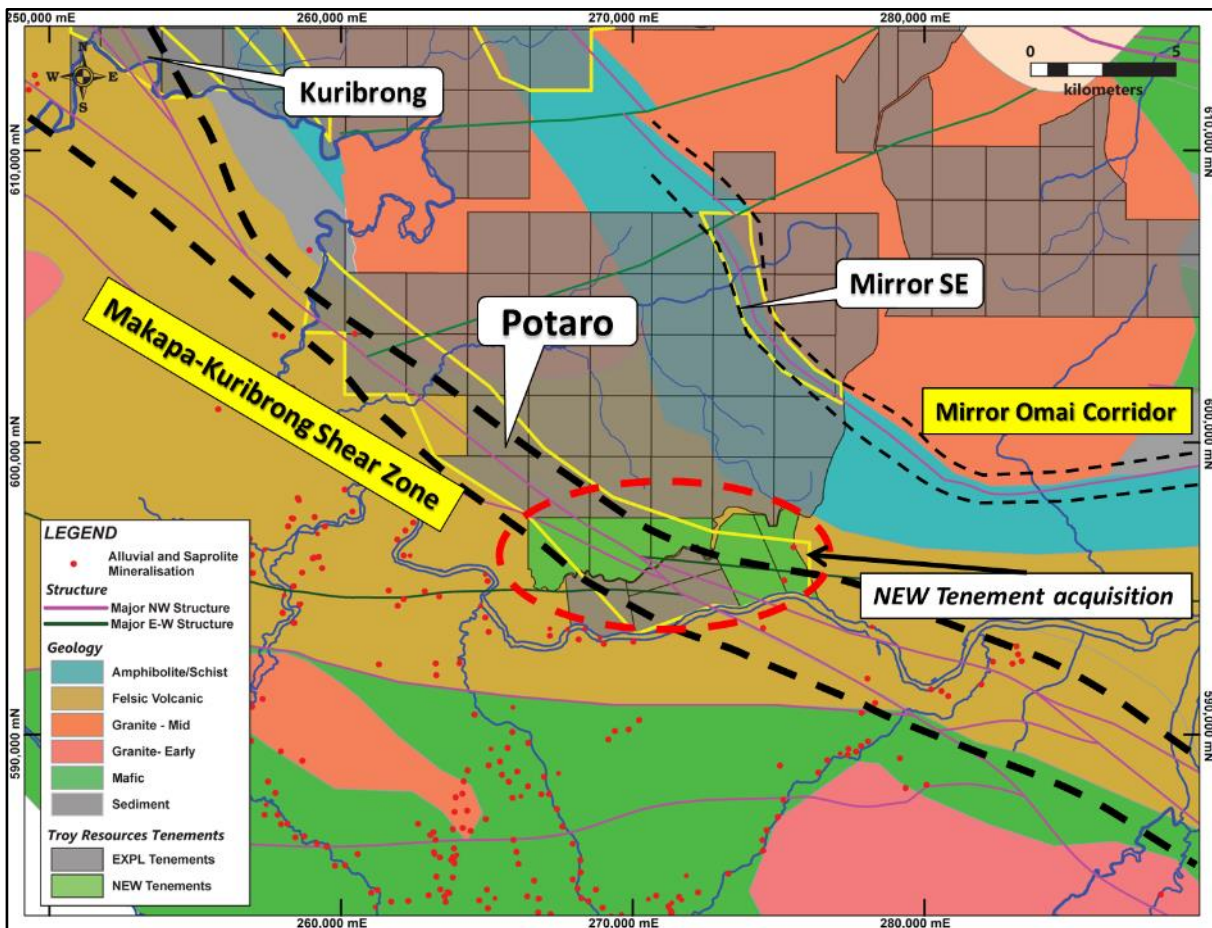 250,000 mE
260,000 mE
270,000 mE
280,000 mE
N
W
E
S
0
5
kilometers
Kuribrong
610,000 mN
610,000 mN
Mirror SE
Potaro
Makapa-Kuribrong Shear Zone
Mirror Omai Corridor
600,000 mN
600,000 mN
NEW Tenement acquisition
LEGEND
Alluvial and Saprolite
Mineralisation
Structure
Major NW Structure
Major E-W Structure
Geology
Amphibolite/Schist
Felsic Volcanic
Granite - Mid
Granite- Early
Mafic
Sediment
Troy Resources Tenements
EXPL Tenements
NEW Tenements
590,000 mN
590,000 mN
260,000 mE
270,000 mE
280,000 mE